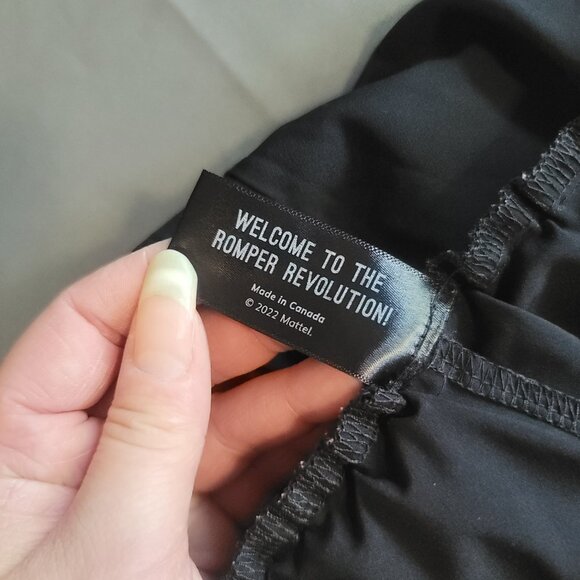 WELCOME TO THE
ROMPER REVOLUTION!
Made in Canada
© 2022 Mattel.